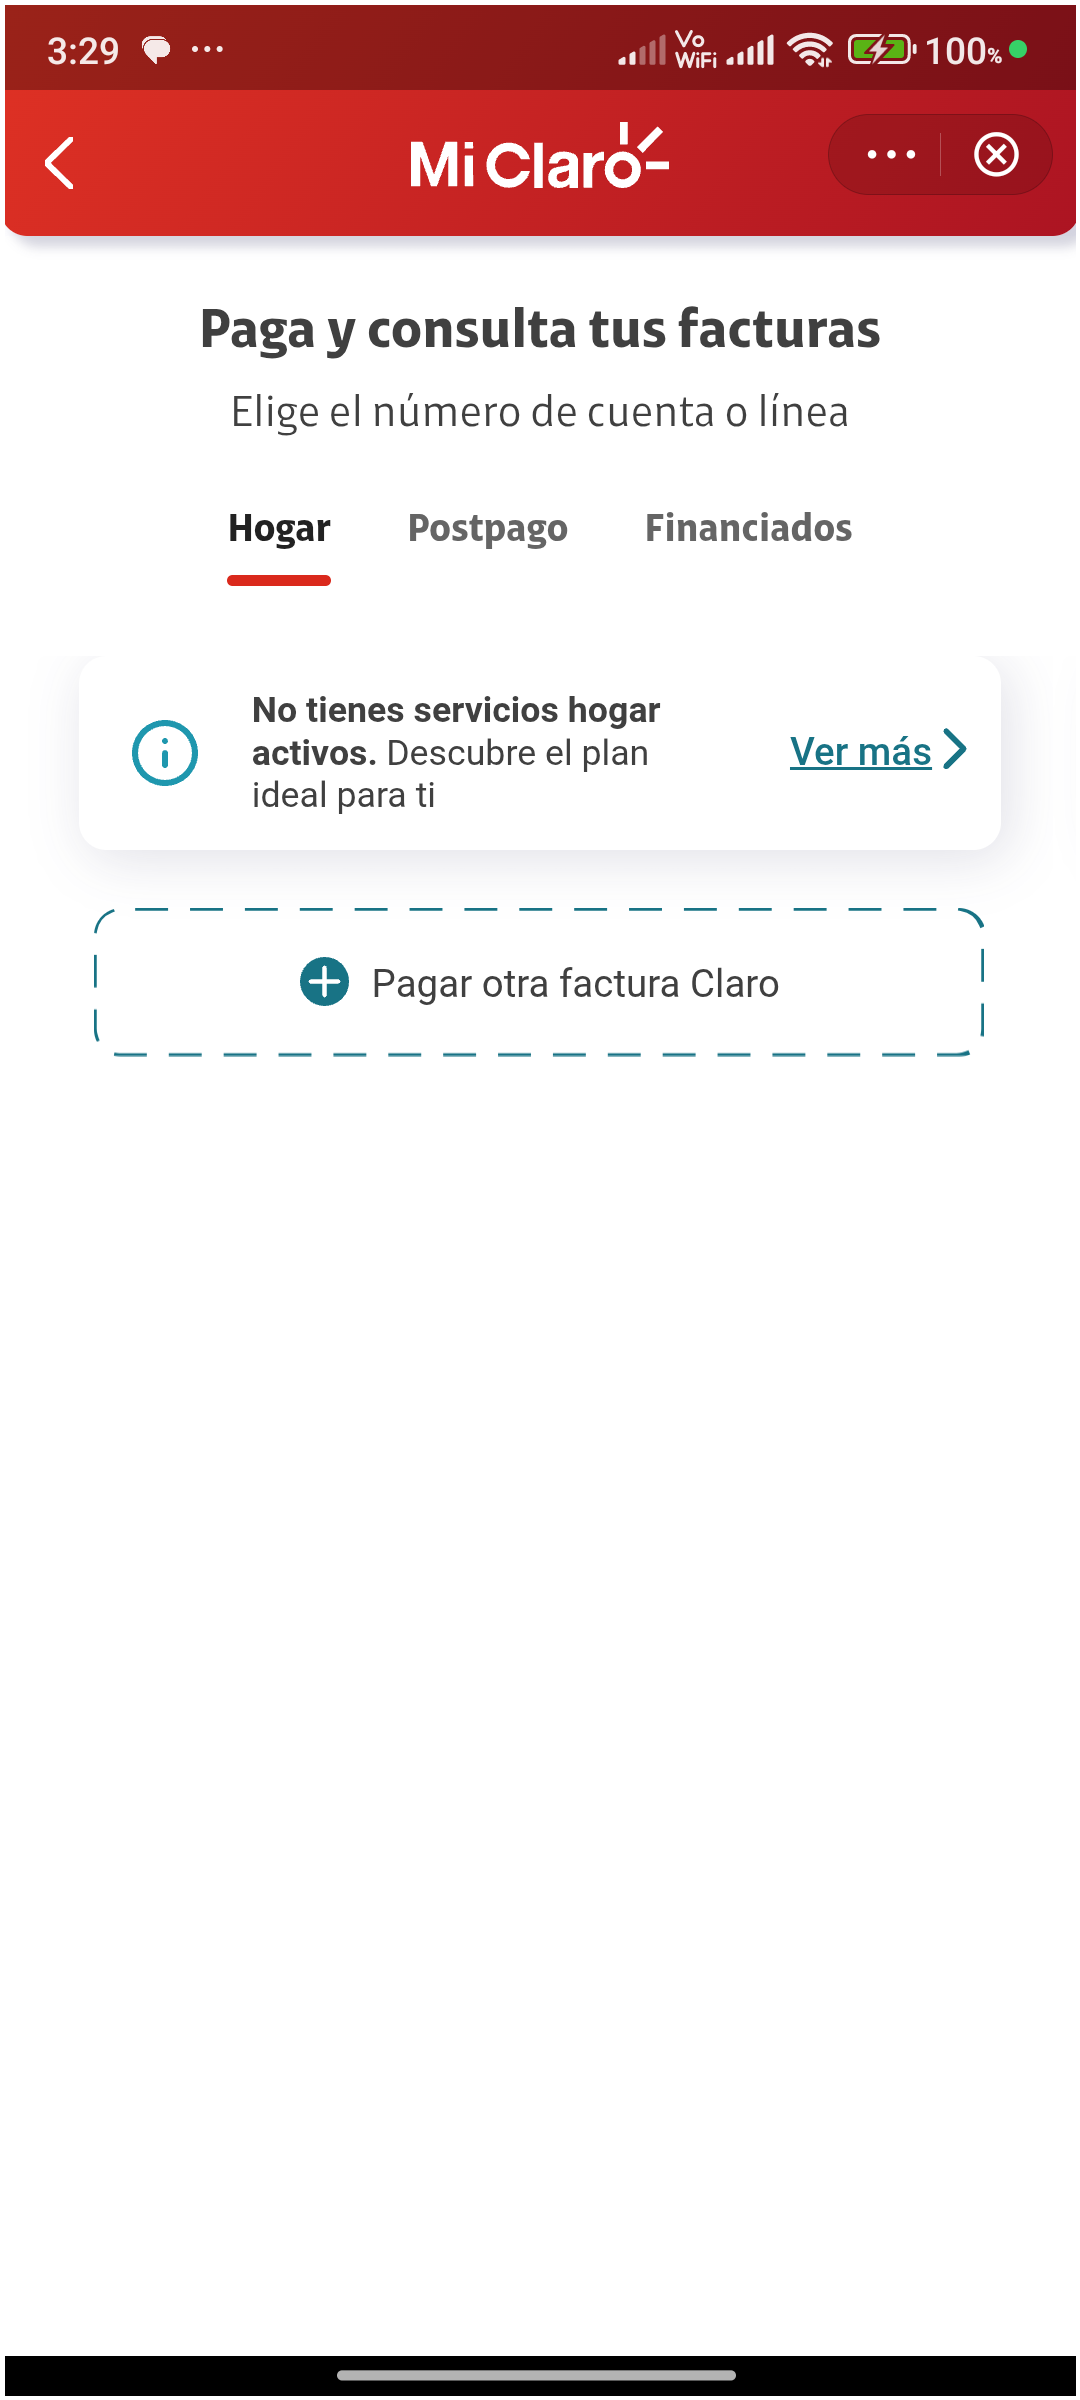 3:29
Vo
WiFi
100%
Mi Claro
Paga y consulta tus facturas
Elige el número de cuenta o línea
Hogar Postpago Financiados
No tienes servicios hogar
activos. Descubre el plan
ideal para ti
Ver más
Pagar otra factura Claro